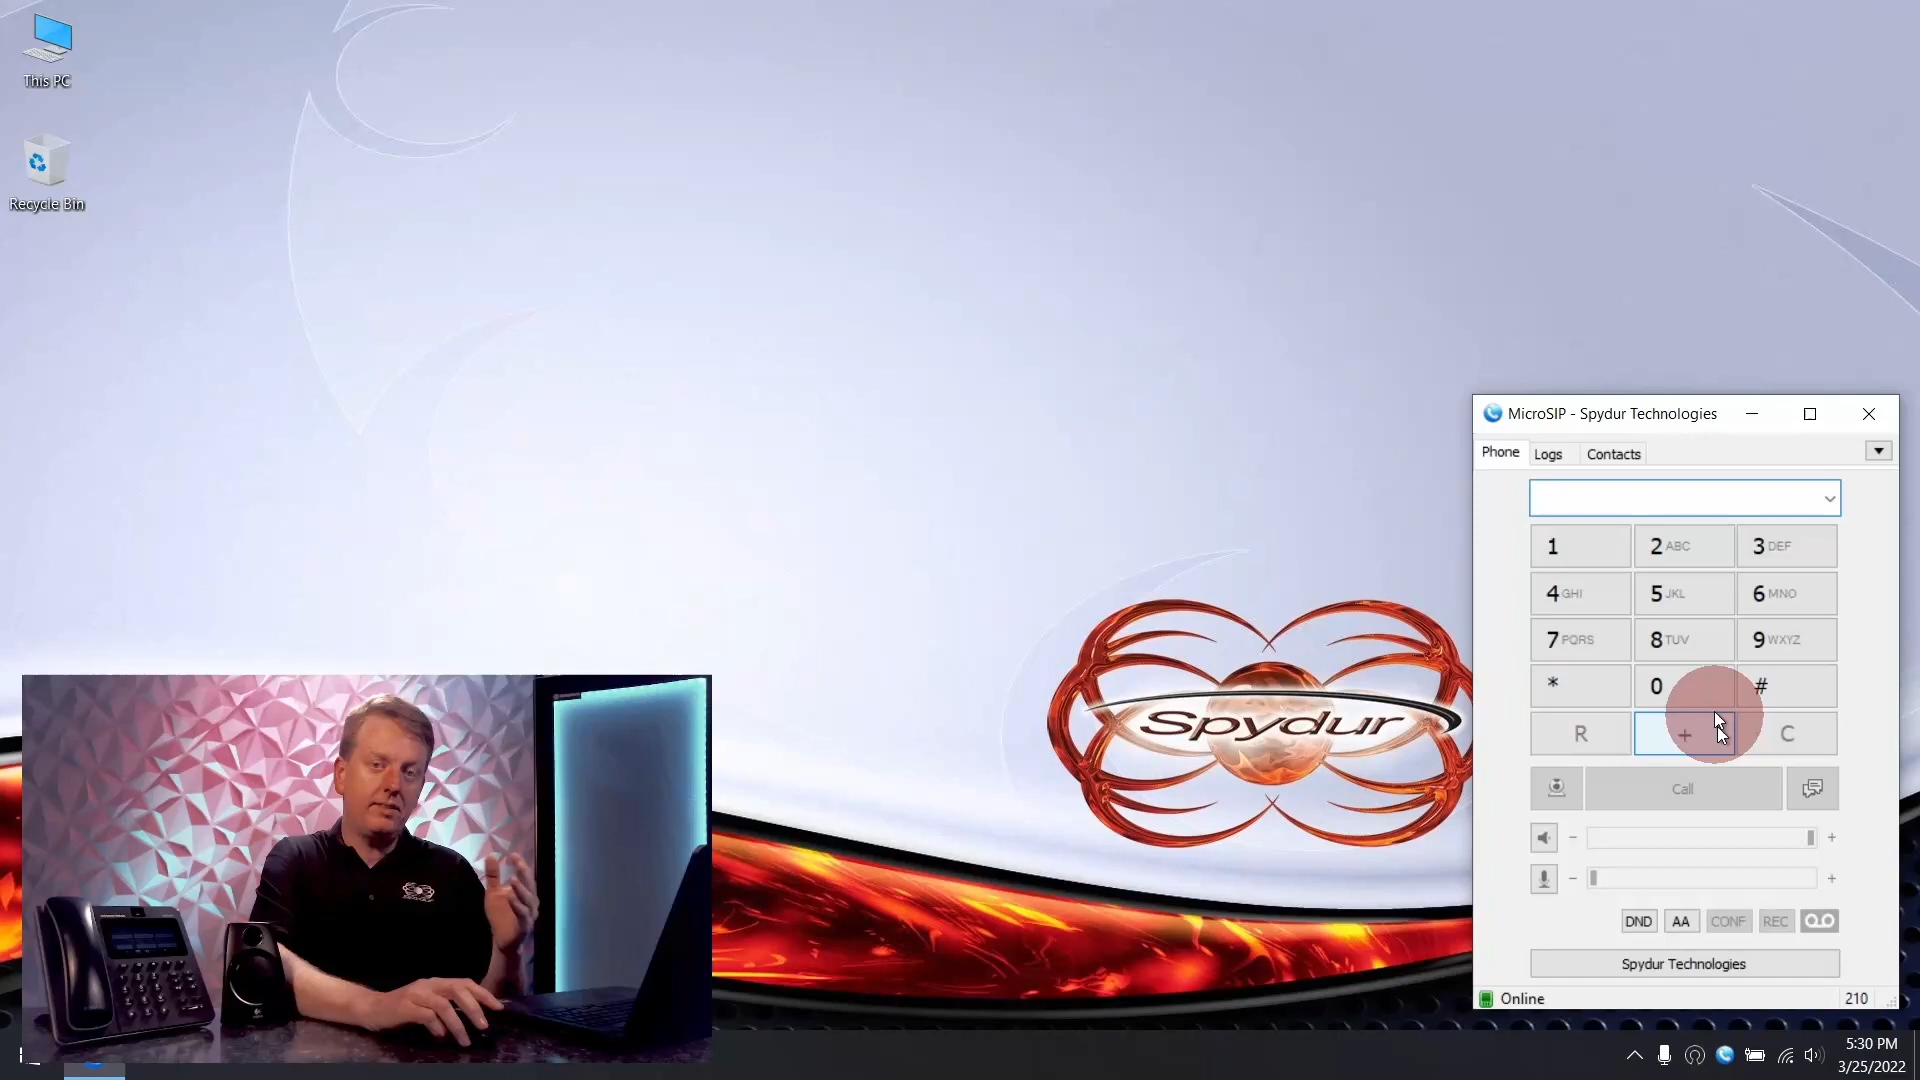 This PC
Recycle Bin
Spydur
MicroSIP - Spydur Technologies
Phone
Logs
Contacts
1
2 ABC
3 DEF
4 GHI
5 JKL
6 MNO
7 PQRS
8 TUV
9 WXYZ
*
0
#
R
+
C
Call
- +
- +
DND
AA
CONF
REC
Spydur Technologies
Online
210
5:30 PM
3/25/2022